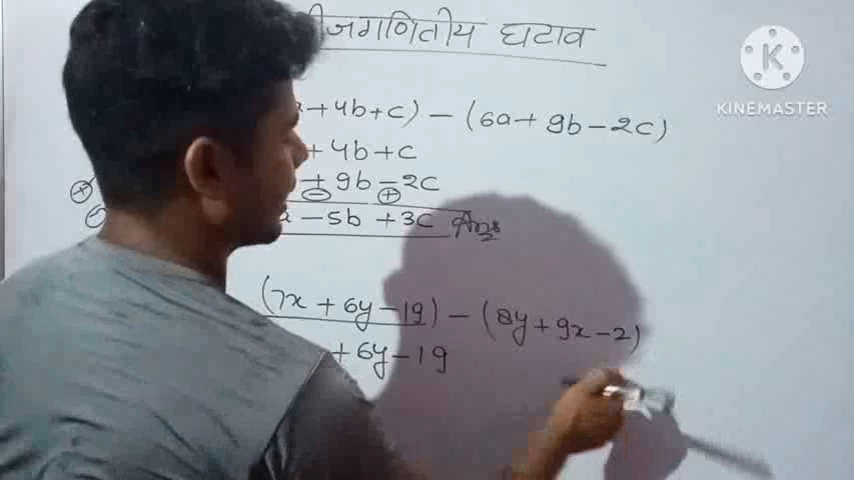 बीजगणितीय घटाव
KINEMASTER
+ 4b + c) - (6a + 9b - 2c)
+ 4b + c
+ 9b - 2c
- 5b + 3c Ans
(7x + 6y - 19) - (8y + 9x - 2)
+ 6y - 19